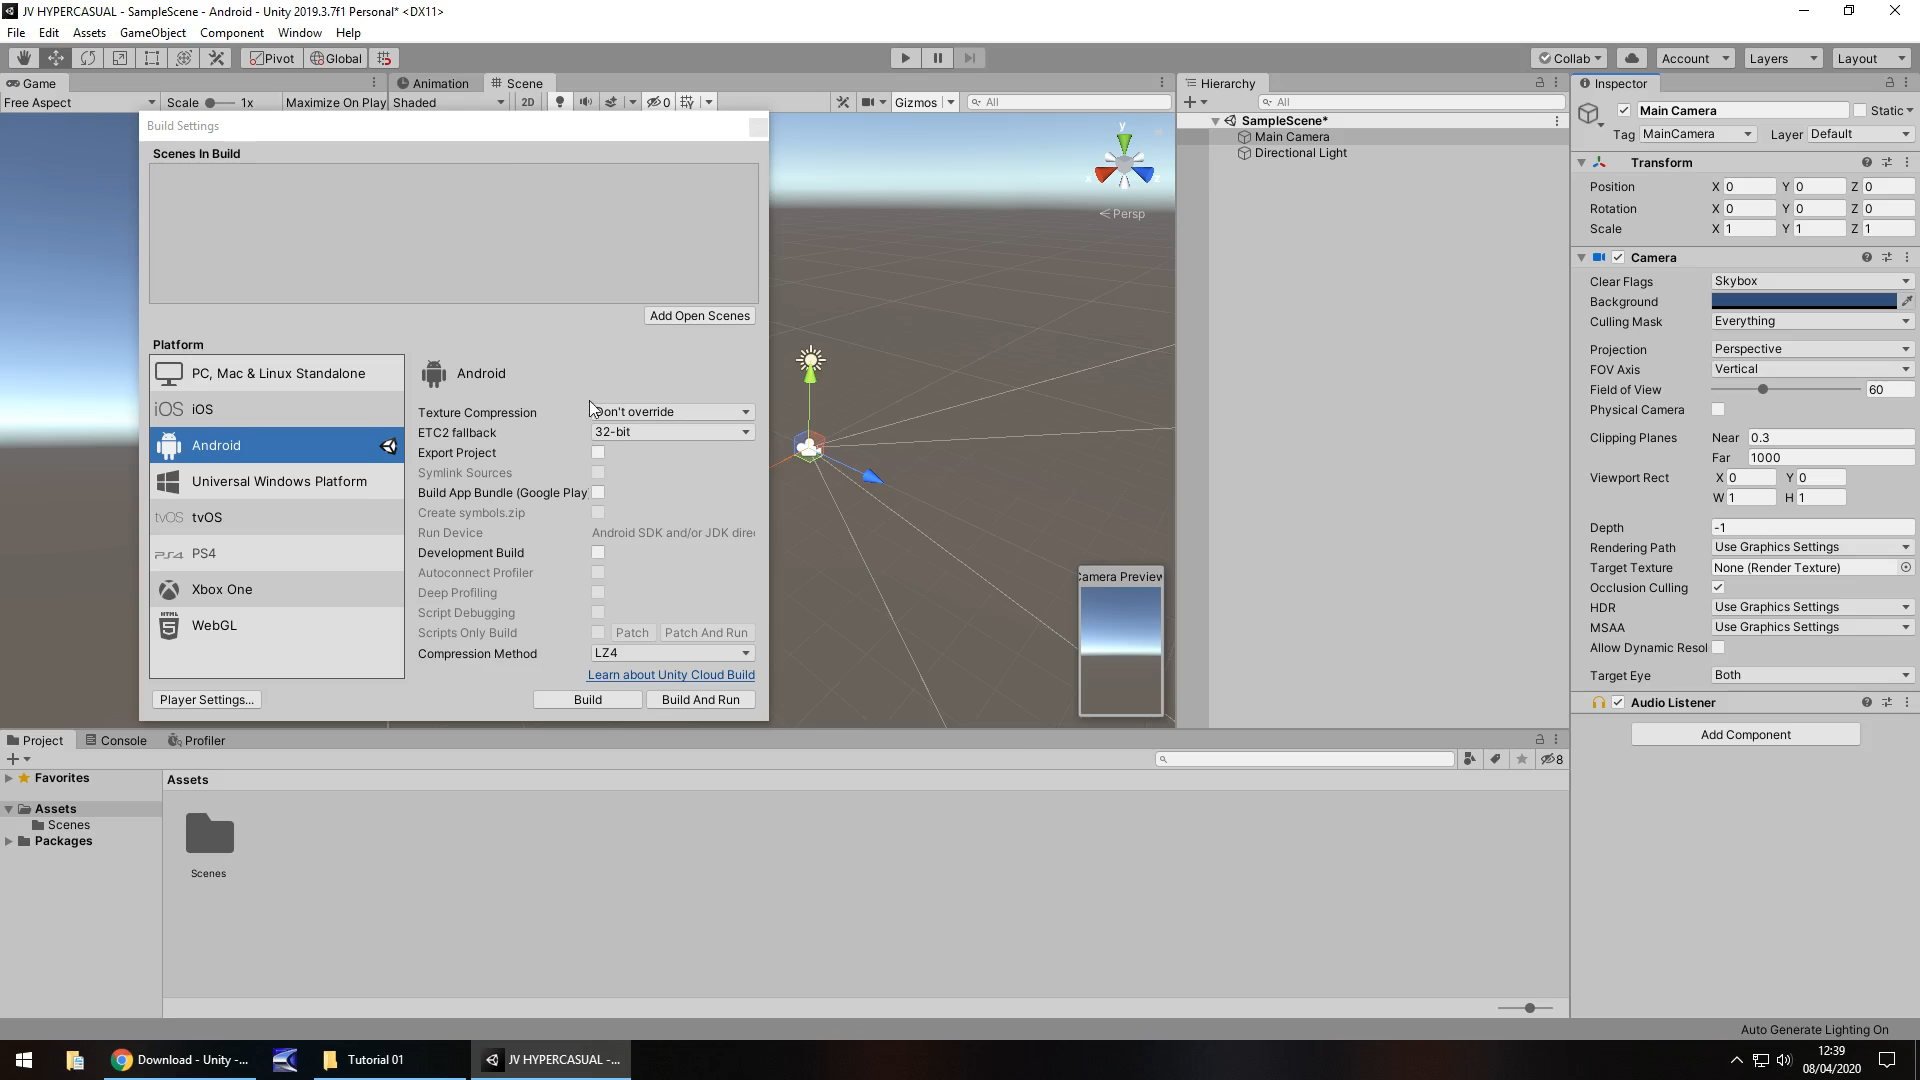 JV HYPERCASUAL - SampleScene - Android - Unity 2019.3.7f1 Personal* <DX11>
File Edit Assets GameObject Component Window Help
Pivot Global Collab Account Layers Layout
Game Animation Scene Hierarchy Inspector
Free Aspect Scale 1x Maximize On Play Shaded 2D 0 Gizmos All All
Main Camera Static
Tag MainCamera Layer Default
Build Settings
Scenes In Build
Add Open Scenes
Platform
PC, Mac & Linux Standalone
iOS iOS
Android
Universal Windows Platform
tvOS tvOS
PS4 PS4
Xbox One
HTML 5 WebGL
Android
Texture Compression Don't override
ETC2 fallback 32-bit
Export Project
Symlink Sources
Build App Bundle (Google Play
Create symbols.zip
Run Device Android SDK and/or JDK dire
Development Build
Autoconnect Profiler
Deep Profiling
Script Debugging
Scripts Only Build Patch Patch And Run
Compression Method LZ4
Learn about Unity Cloud Build
Player Settings... Build Build And Run
y
x z
Persp
Camera Preview
SampleScene*
Main Camera
Directional Light
Transform
Position X 0 Y 0 Z 0
Rotation X 0 Y 0 Z 0
Scale X 1 Y 1 Z 1
Camera
Clear Flags Skybox
Background
Culling Mask Everything
Projection Perspective
FOV Axis Vertical
Field of View 60
Physical Camera
Clipping Planes Near 0.3
Far 1000
Viewport Rect X 0 Y 0
W 1 H 1
Depth -1
Rendering Path Use Graphics Settings
Target Texture None (Render Texture)
Occlusion Culling
HDR Use Graphics Settings
MSAA Use Graphics Settings
Allow Dynamic Resol
Target Eye Both
Audio Listener
Add Component
Project Console Profiler
8
Favorites
Assets
Scenes
Packages
Assets
Scenes
Auto Generate Lighting On
Download - Unity -... Tutorial 01 JV HYPERCASUAL -...
12:39
08/04/2020